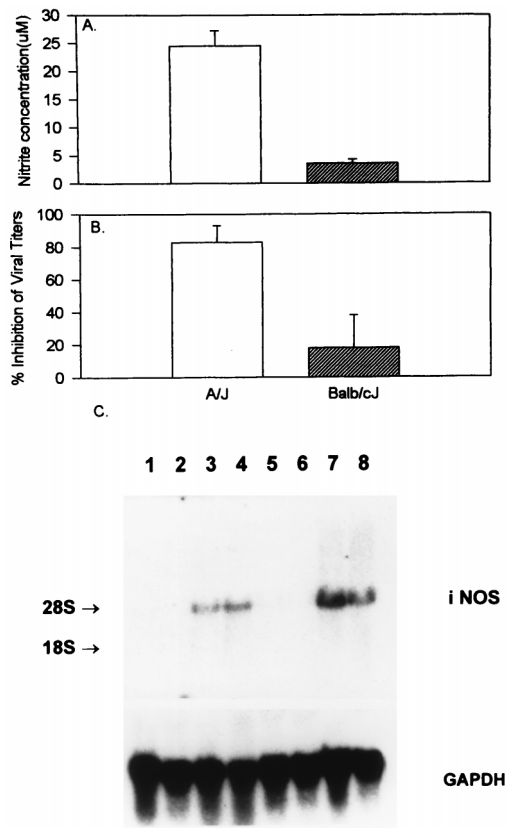 A.
30
25
20
15
10
5
0
Nitrite concentration(uM)
B.
100
80
60
40
20
0
% Inhibition of Viral Titers
A/J Balb/cJ
C.
1 2 3 4 5 6 7 8
28S →
i NOS
18S →
GAPDH